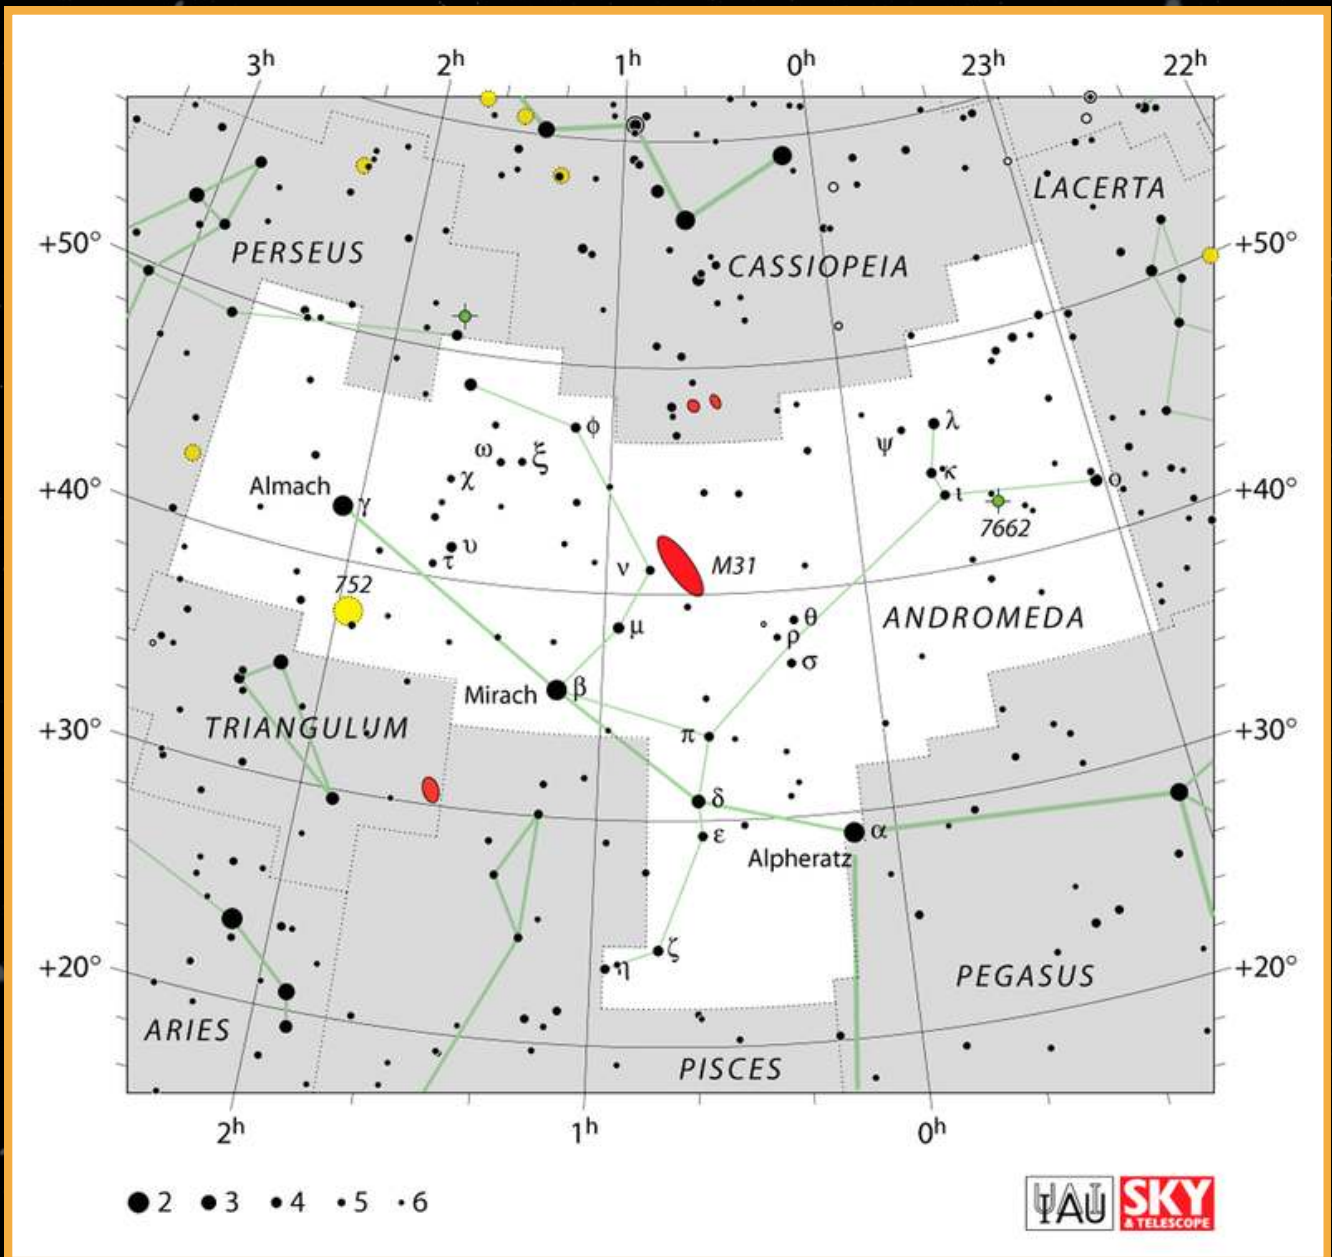 3h 2h 1h 0h 23h 22h
LACERTA
+50° PERSEUS CASSIOPEIA +50°
ϕ λ
ω ξ ψ
χ κ
Almach γ ι ο
+40° +40°
7662
υ
τ
ν M31
752
θ ANDROMEDA
μ ρ
σ
Mirach β
TRIANGULUM π
+30° +30°
δ
ε α
Alpheratz
ζ
+20° η PEGASUS +20°
ARIES
PISCES
2h 1h 0h
2 3 4 5 6
IAU SKY
& TELESCOPE